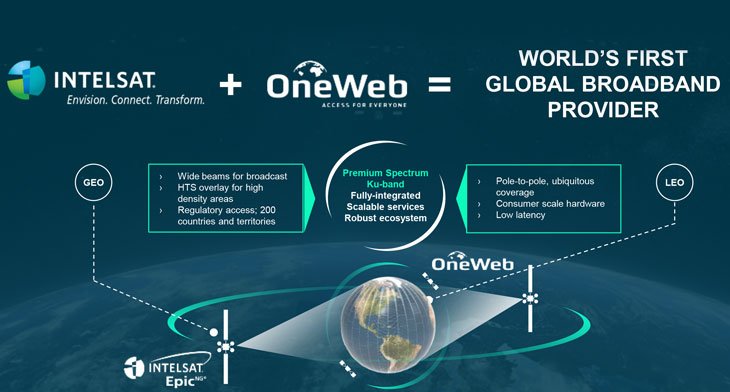 INTELSAT®
Envision. Connect. Transform.
+
OneWeb
ACCESS FOR EVERYONE
=
WORLD'S FIRST
GLOBAL BROADBAND
PROVIDER
GEO
› Wide beams for broadcast
› HTS overlay for high
density areas
› Regulatory access; 200
countries and territories
Premium Spectrum
Ku-band
Fully-integrated
Scalable services
Robust ecosystem
› Pole-to-pole, ubiquitous
coverage
› Consumer scale hardware
› Low latency
LEO
OneWeb
INTELSAT®
Epic NG®